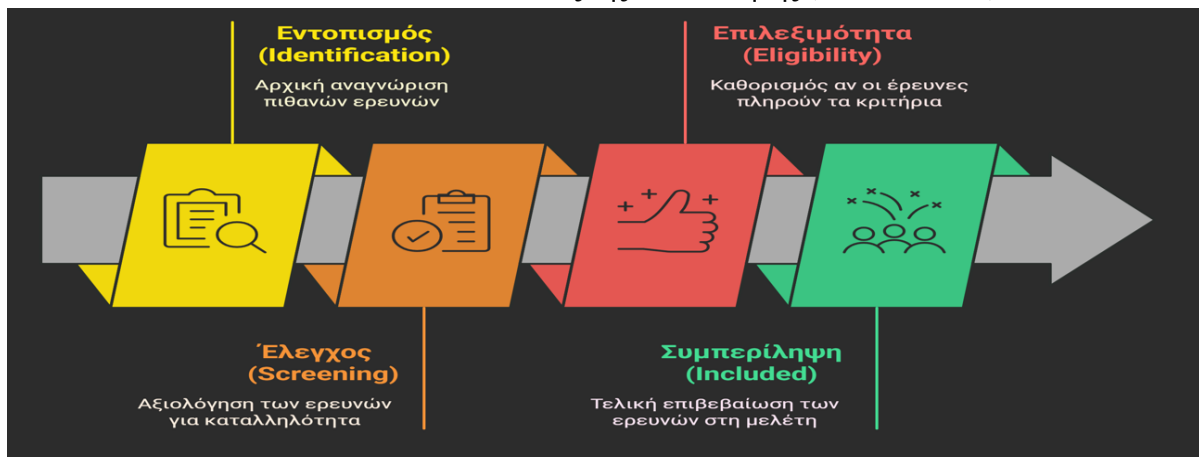 Εντοπισμός
(Identification)
Αρχική αναγνώριση
πιθανών ερευνών
Έλεγχος
(Screening)
Αξιολόγηση των ερευνών
για καταλληλότητα
Επιλεξιμότητα
(Eligibility)
Καθορισμός αν οι έρευνες
πληρούν τα κριτήρια
Συμπερίληψη
(Included)
Τελική επιβεβαίωση των
ερευνών στη μελέτη